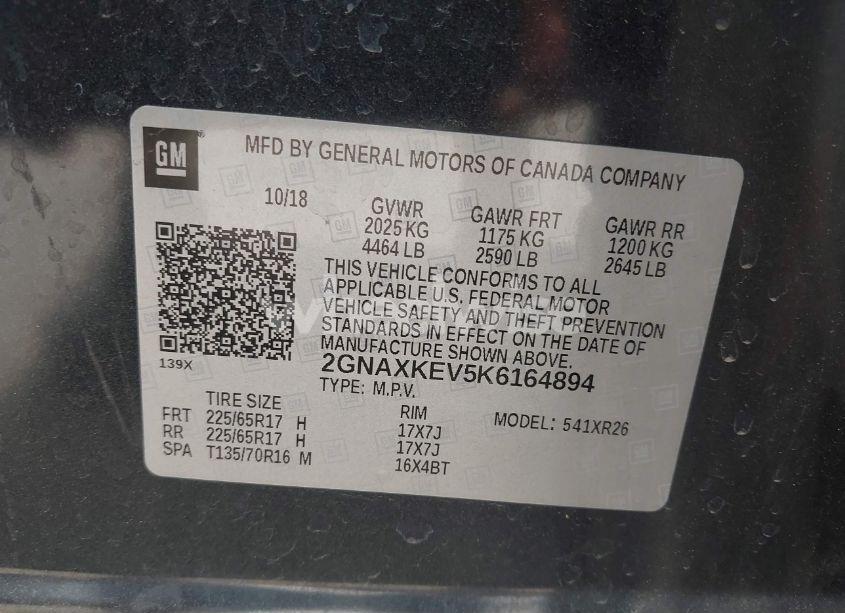 GM
MFD BY GENERAL MOTORS OF CANADA COMPANY
10/18
GVWR GAWR FRT GAWR RR
2025 KG 1175 KG 1200 KG
4464 LB 2590 LB 2645 LB
THIS VEHICLE CONFORMS TO ALL
APPLICABLE U.S. FEDERAL MOTOR
VEHICLE SAFETY AND THEFT PREVENTION
STANDARDS IN EFFECT ON THE DATE OF
MANUFACTURE SHOWN ABOVE.
139X
2GNAXKEV5K6164894
TYPE: M.P.V.
TIRE SIZE RIM MODEL: 541XR26
FRT 225/65R17 H 17X7J
RR 225/65R17 H 17X7J
SPA T135/70R16 M 16X4BT